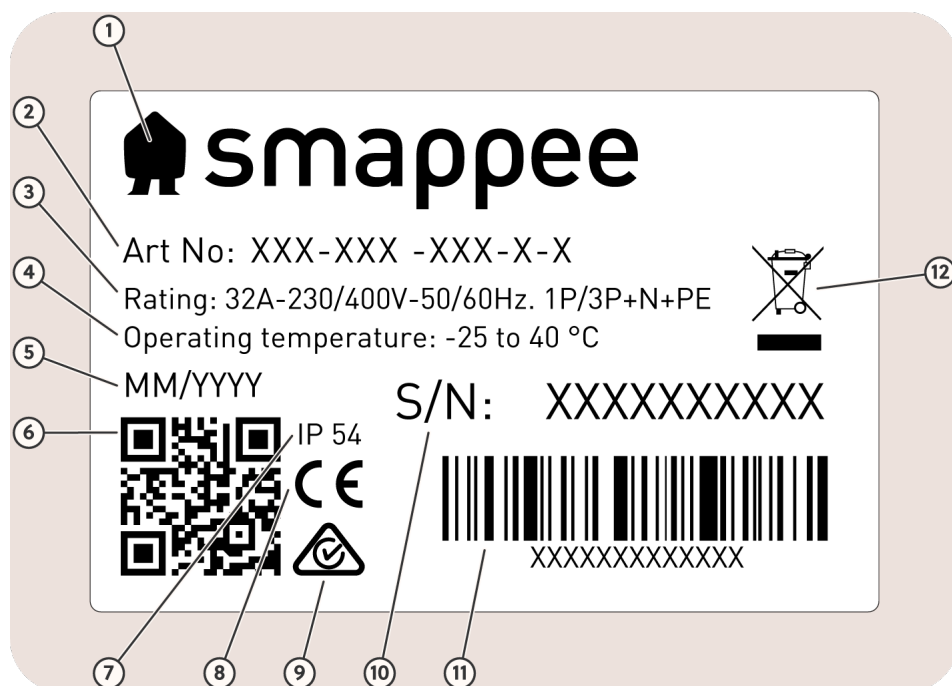 1
2
3
4
5
6
7
8
9
10
11
12
smappee
Art No: XXX-XXX -XXX-X-X
Rating: 32A-230/400V-50/60Hz. 1P/3P+N+PE
Operating temperature: -25 to 40 °C
MM/YYYY
S/N: XXXXXXXXXX
IP 54
CE
XXXXXXXXXXXXX